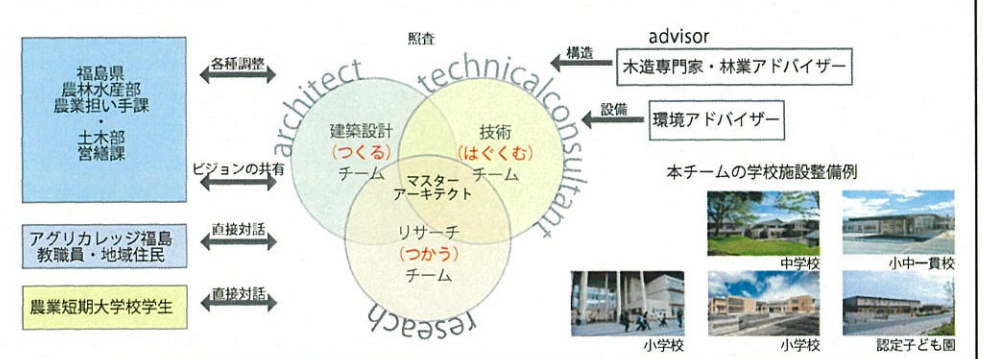 福島県
農林水産部
農業担い手課
・
土木部
営繕課
アグリカレッジ福島
教職員・地域住民
農業短期大学校学生
各種調整
ビジョンの共有
直接対話
直接対話
照査
architect
technicalconsultant
reseach
建築設計
(つくる)
チーム
技術
(はぐくむ)
チーム
マスター
アーキテクト
リサーチ
(つかう)
チーム
advisor
構造
木造専門家・林業アドバイザー
設備
環境アドバイザー
本チームの学校施設整備例
中学校
小中一貫校
小学校
小学校
認定子ども園